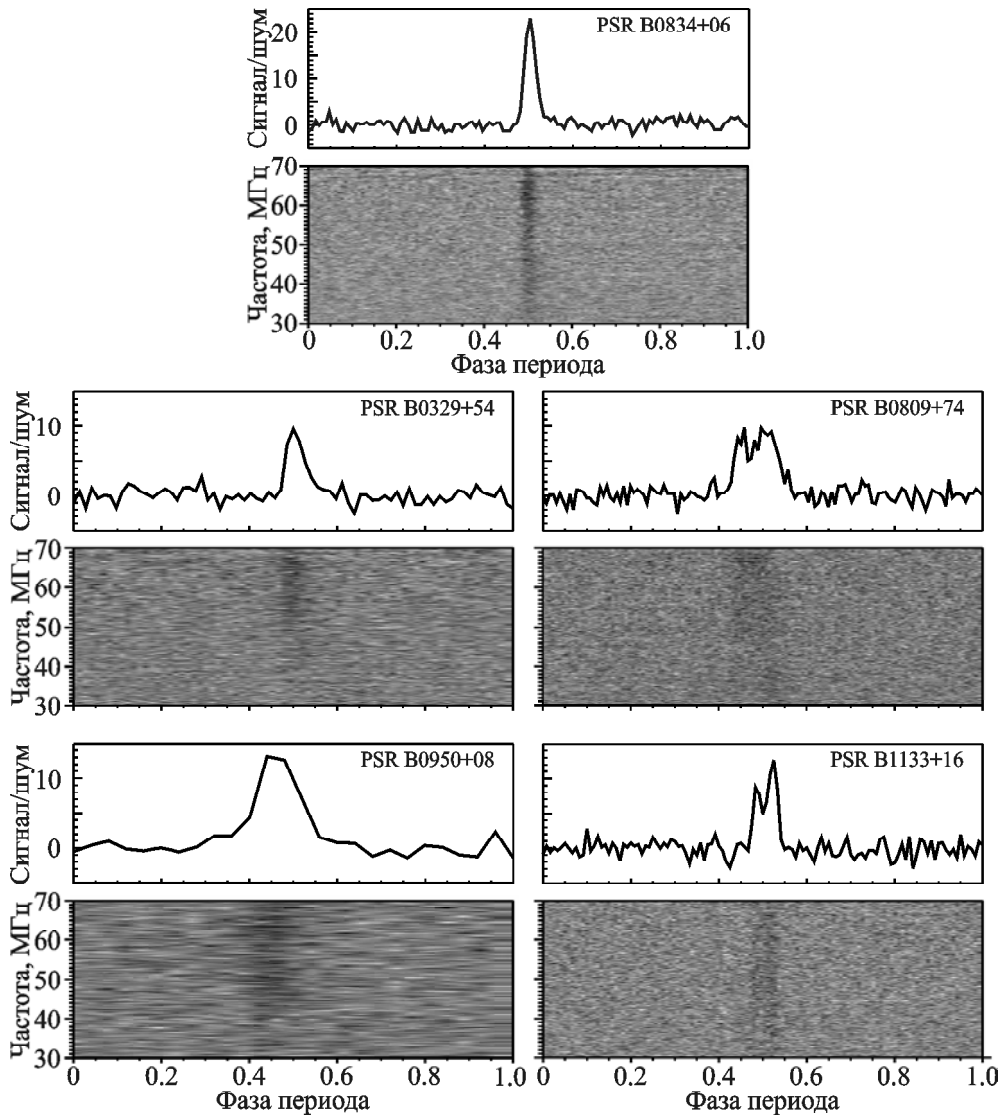 PSR B0834+06
Сигнал/шум
20
10
0
Частота, МГц
70
60
50
40
30
0 0.2 0.4 0.6 0.8 1.0
Фаза периода
PSR B0329+54
Сигнал/шум
10
0
PSR B0809+74
10
0
Частота, МГц
70
60
50
40
30
PSR B0950+08
Сигнал/шум
10
0
PSR B1133+16
Частота, МГц
70
60
50
40
30
0 0.2 0.4 0.6 0.8 1.0
Фаза периода
0 0.2 0.4 0.6 0.8 1.0
Фаза периода